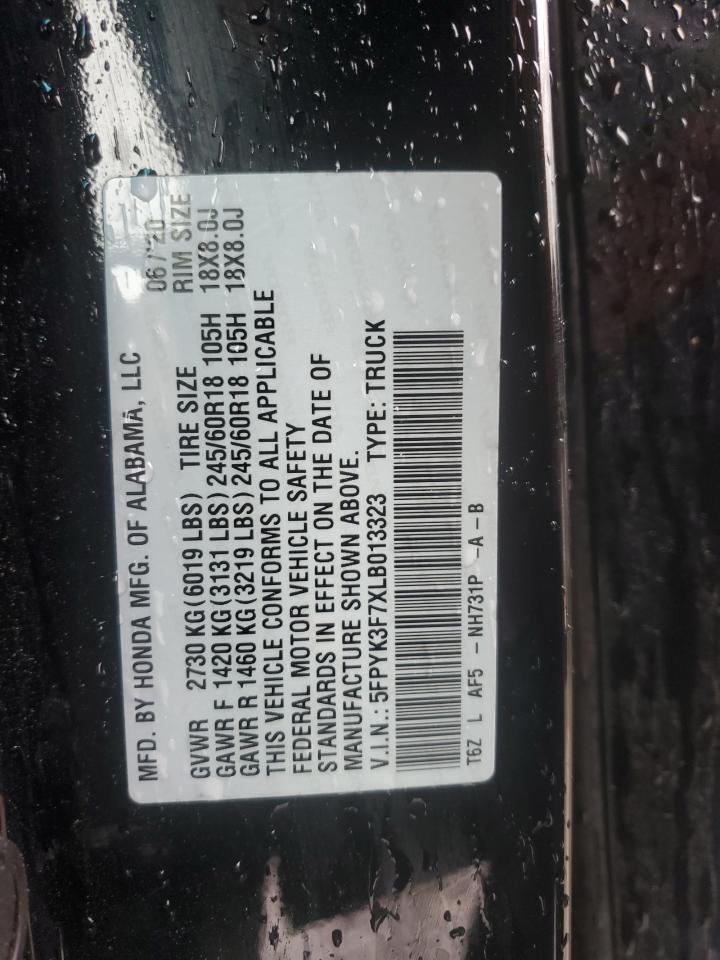 MFD. BY HONDA MFG. OF ALABAMA, LLC 06/20
GVWR 2730 KG(6019 LBS) TIRE SIZE RIM SIZE
GAWR F 1420 KG(3131 LBS)245/60R18 105H 18X8.0J
GAWR R 1460 KG(3219 LBS)245/60R18 105H 18X8.0J
THIS VEHICLE CONFORMS TO ALL APPLICABLE
FEDERAL MOTOR VEHICLE SAFETY
STANDARDS IN EFFECT ON THE DATE OF
MANUFACTURE SHOWN ABOVE.
V.I.N.: 5FPYK3F7XLB013323 TYPE: TRUCK
T6Z L AF5 -NH731P -A-B